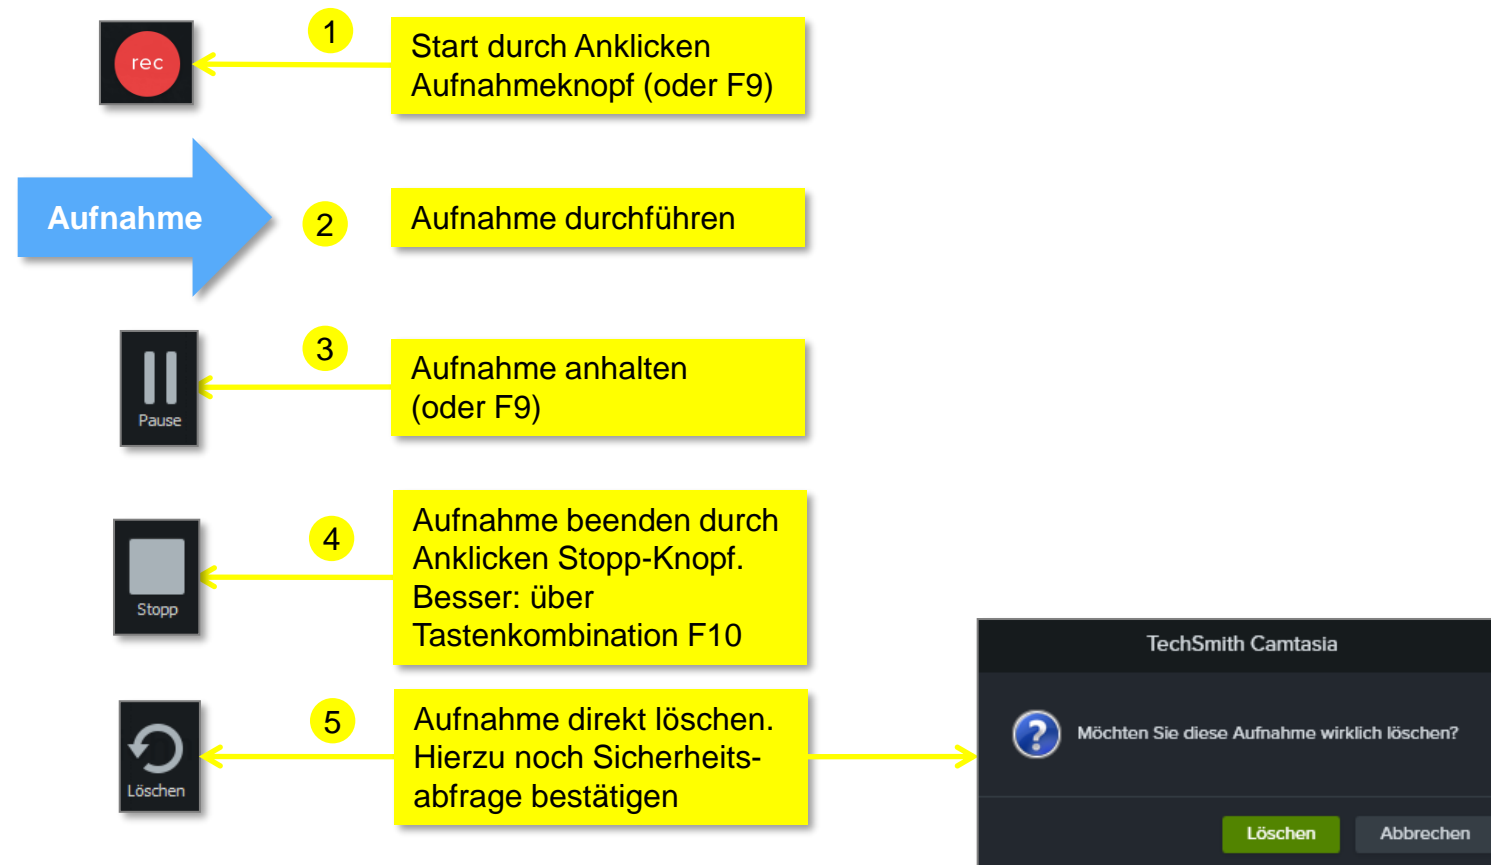 rec
1
Start durch Anklicken
Aufnahmeknopf (oder F9)
Aufnahme
2
Aufnahme durchführen
Pause
3
Aufnahme anhalten
(oder F9)
Stopp
4
Aufnahme beenden durch
Anklicken Stopp-Knopf.
Besser: über
Tastenkombination F10
Löschen
5
Aufnahme direkt löschen.
Hierzu noch Sicherheits-
abfrage bestätigen
TechSmith Camtasia
?
Möchten Sie diese Aufnahme wirklich löschen?
Löschen Abbrechen